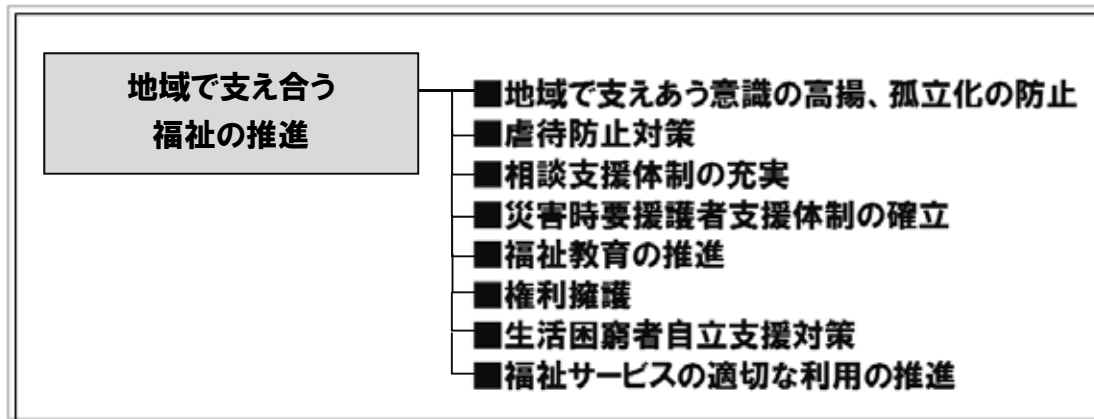 地域で支え合う
福祉の推進
■地域で支えあう意識の高揚、孤立化の防止
■虐待防止対策
■相談支援体制の充実
■災害時要援護者支援体制の確立
■福祉教育の推進
■権利擁護
■生活困窮者自立支援対策
■福祉サービスの適切な利用の推進